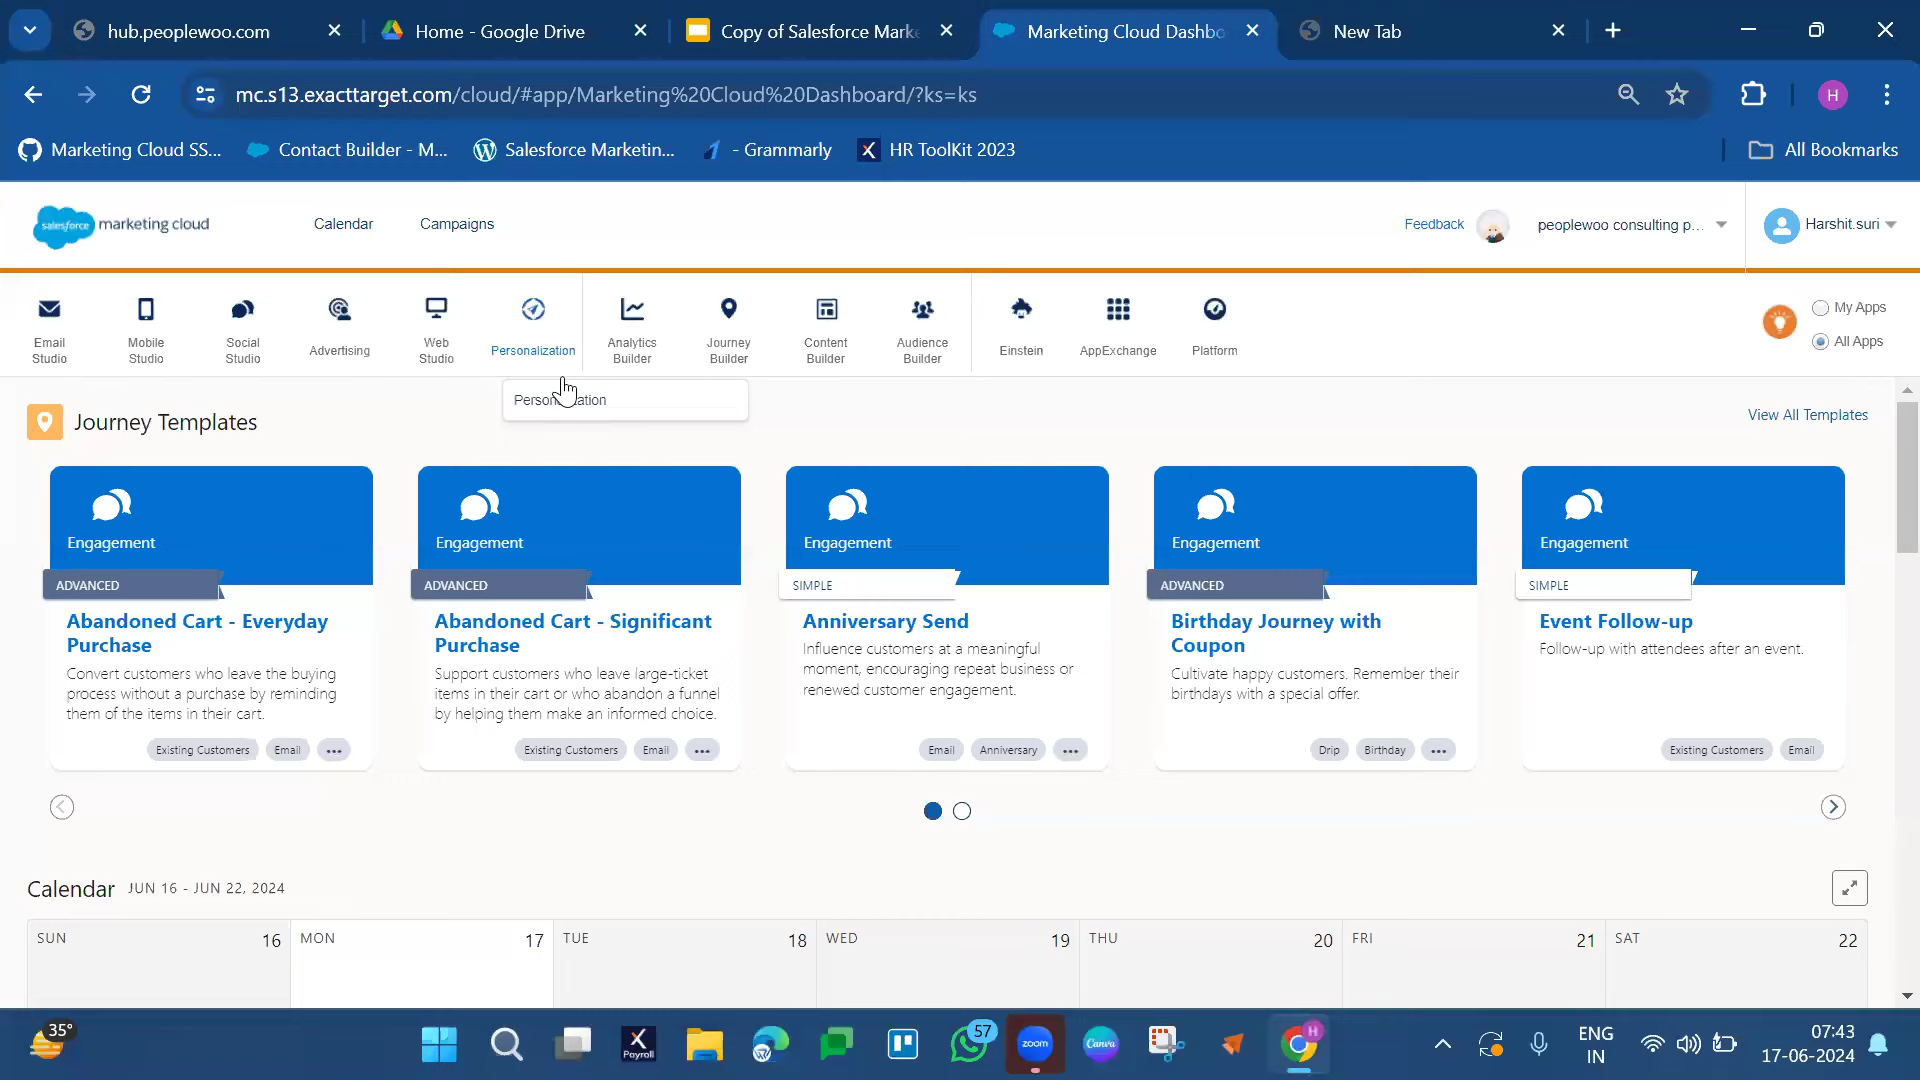 hub.peoplewoo.com
Home - Google Drive
Copy of Salesforce Mark
Marketing Cloud Dashbo
New Tab
mc.s13.exacttarget.com/cloud/#app/Marketing%20Cloud%20Dashboard/?ks=ks
H
Marketing Cloud SS...
Contact Builder - M...
Salesforce Marketin...
- Grammarly
HR ToolKit 2023
All Bookmarks
salesforce marketing cloud
Calendar
Campaigns
Feedback
peoplewoo consulting p...
Harshit.suri
Email
Studio
Mobile
Studio
Social
Studio
Advertising
Web
Studio
Personalization
Analytics
Builder
Journey
Builder
Content
Builder
Audience
Builder
Einstein
AppExchange
Platform
My Apps
All Apps
Personalization
Journey Templates
View All Templates
Engagement
ADVANCED
Abandoned Cart - Everyday
Purchase
Convert customers who leave the buying
process without a purchase by reminding
them of the items in their cart.
Existing Customers
Email
Engagement
ADVANCED
Abandoned Cart - Significant
Purchase
Support customers who leave large-ticket
items in their cart or who abandon a funnel
by helping them make an informed choice.
Existing Customers
Email
Engagement
SIMPLE
Anniversary Send
Influence customers at a meaningful
moment, encouraging repeat business or
renewed customer engagement.
Email
Anniversary
Engagement
ADVANCED
Birthday Journey with
Coupon
Cultivate happy customers. Remember their
birthdays with a special offer.
Drip
Birthday
Engagement
SIMPLE
Event Follow-up
Follow-up with attendees after an event.
Existing Customers
Email
Calendar JUN 16 - JUN 22, 2024
SUN 16
MON 17
TUE 18
WED 19
THU 20
FRI 21
SAT 22
35°
X
Payroll
57
zoom
Canva
H
ENG
IN
07:43
17-06-2024